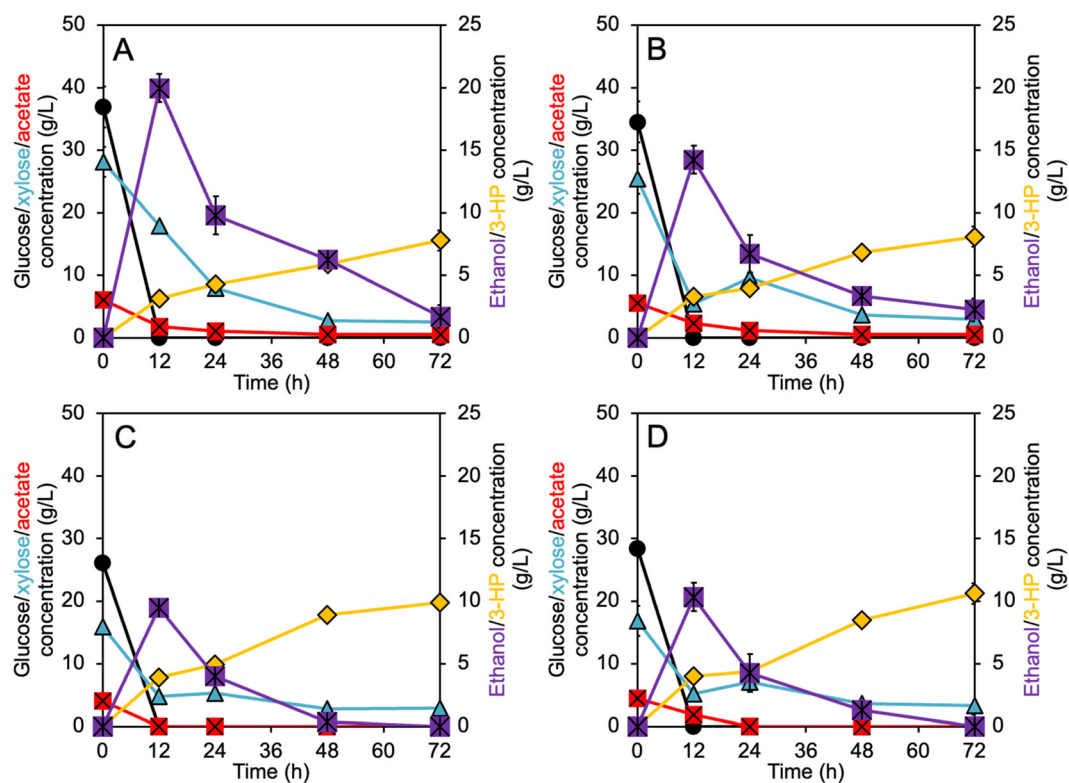 A
50
40
30
20
10
0
Glucose/xylose/acetate
concentration (g/L)
25
20
15
10
5
0
Ethanol/3-HP concentration
(g/L)
0 12 24 36 48 60 72
Time (h)
B
50
40
30
20
10
0
Glucose/xylose/acetate
concentration (g/L)
25
20
15
10
5
0
Ethanol/3-HP concentration
(g/L)
0 12 24 36 48 60 72
Time (h)
C
50
40
30
20
10
0
Glucose/xylose/acetate
concentration (g/L)
25
20
15
10
5
0
Ethanol/3-HP concentration
(g/L)
0 12 24 36 48 60 72
Time (h)
D
50
40
30
20
10
0
Glucose/xylose/acetate
concentration (g/L)
25
20
15
10
5
0
Ethanol/3-HP concentration
(g/L)
0 12 24 36 48 60 72
Time (h)